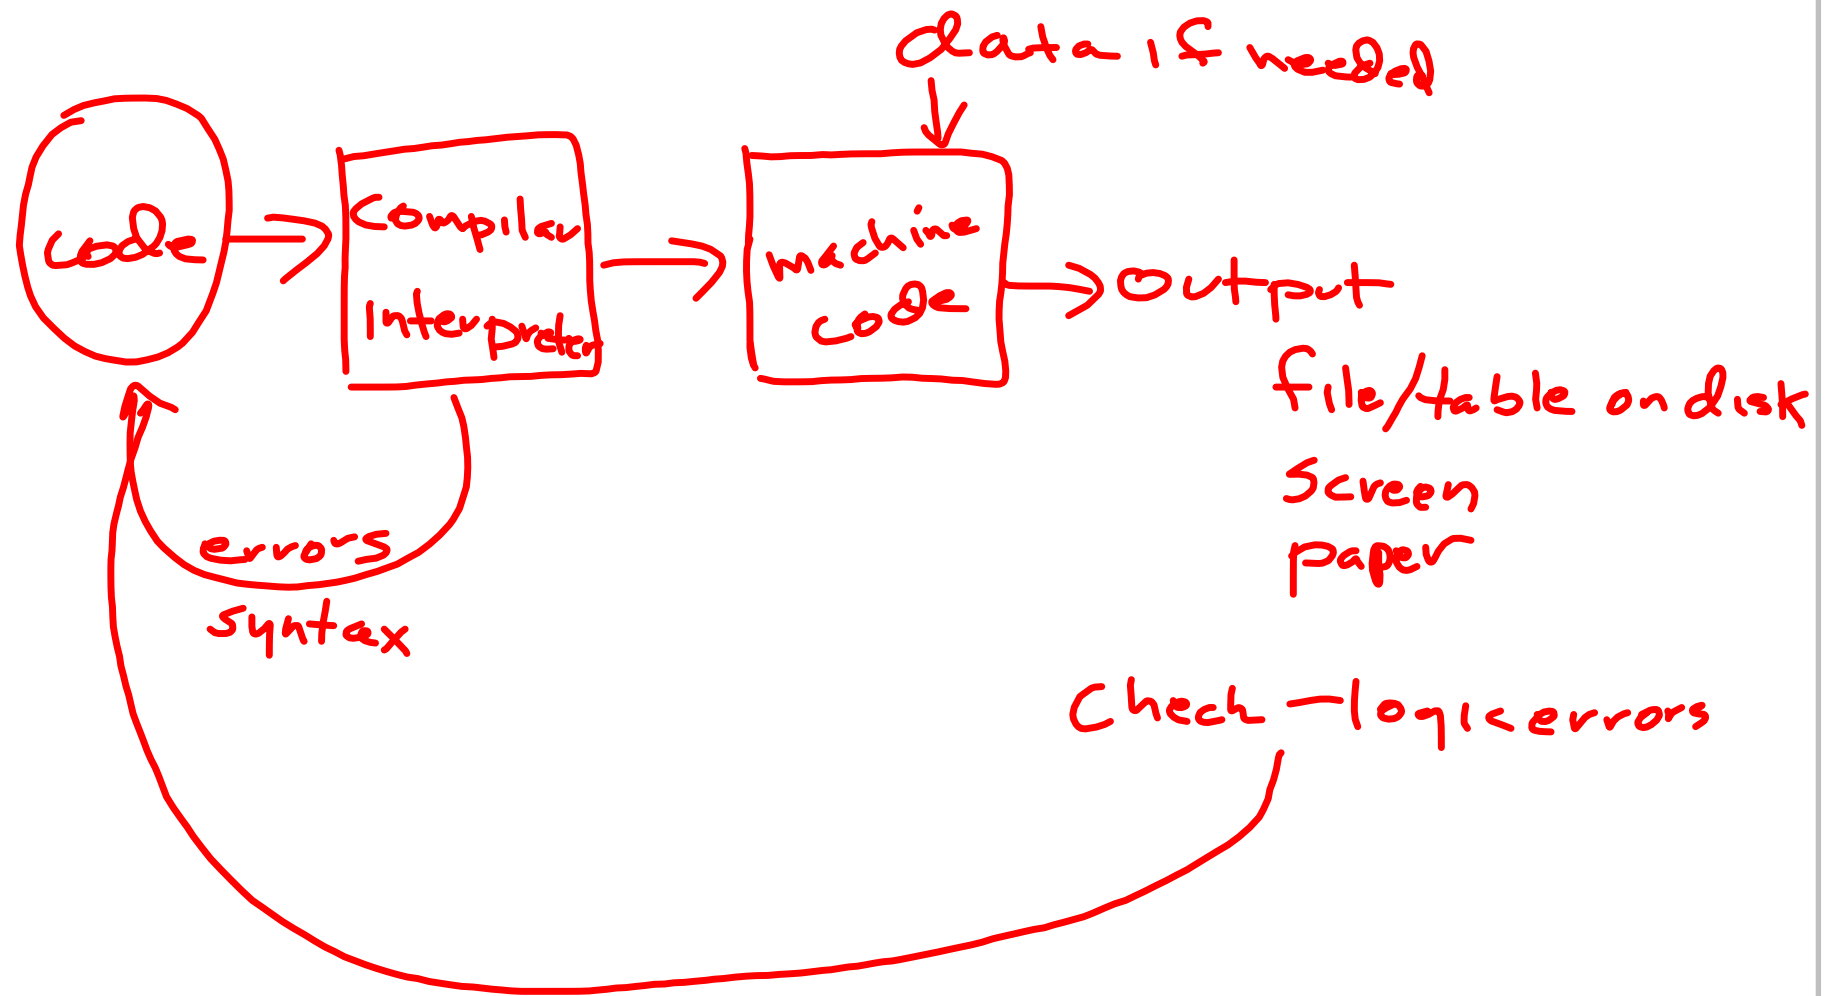 data if needed
code
Compiler
Interpreter
machine
code
Output
file/table on disk
screen
paper
errors
syntax
Check - logic errors